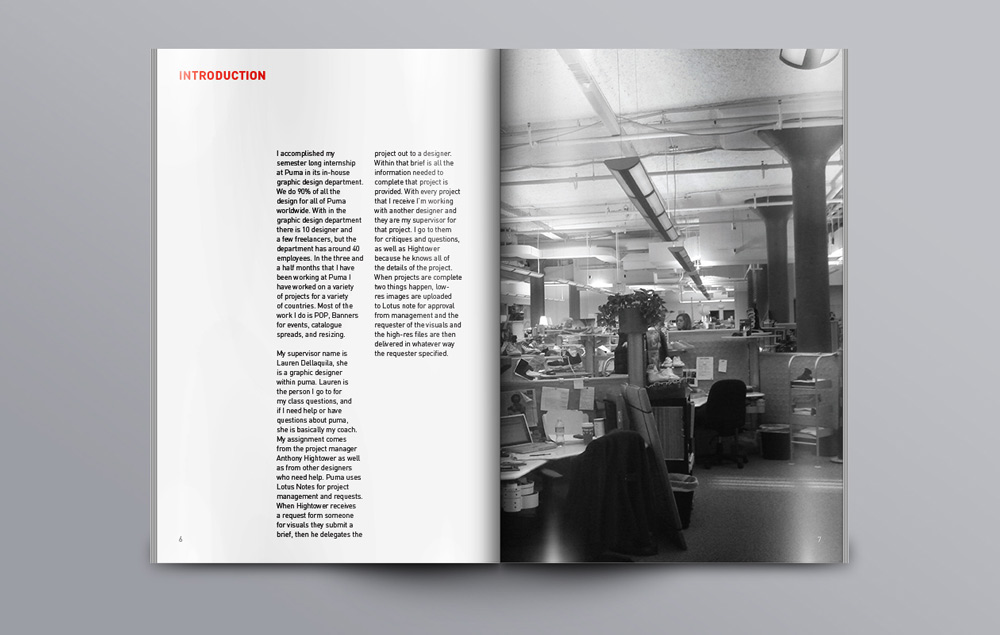 INTRODUCTION
I accomplished my
semester long internship
at Puma in its in-house
graphic design department.
We do 90% of all the
design for all of Puma
worldwide. With in the
graphic design department
there is 10 designer and
a few freelancers, but the
department has around 40
employees. In the three and
a half months that I have
been working at Puma I
have worked on a variety
of projects for a variety
of countries. Most of the
work I do is POP, Banners
for events, catalogue
spreads, and resizing.
My supervisor name is
Lauren Dellaquila, she
is a graphic designer
within puma. Lauren is
the person I go to for
my class questions, and
if I need help or have
questions about puma,
she is basically my coach.
My assignment comes
from the project manager
Anthony Hightower as well
as from other designers
who need help. Puma uses
Lotus Notes for project
management and requests.
When Hightower receives
a request form someone
for visuals they submit a
brief, then he delegates the
project out to a designer.
Within that brief is all the
information needed to
complete that project is
provided. With every project
that I receive I'm working
with another designer and
they are my supervisor for
that project. I go to them
for critiques and questions,
as well as Hightower
because he knows all of
the details of the project.
When projects are complete
two things happen, low-
res images are uploaded
to Lotus note for approval
from management and the
requester of the visuals and
the high-res files are then
delivered in whatever way
the requester specified.
6
7